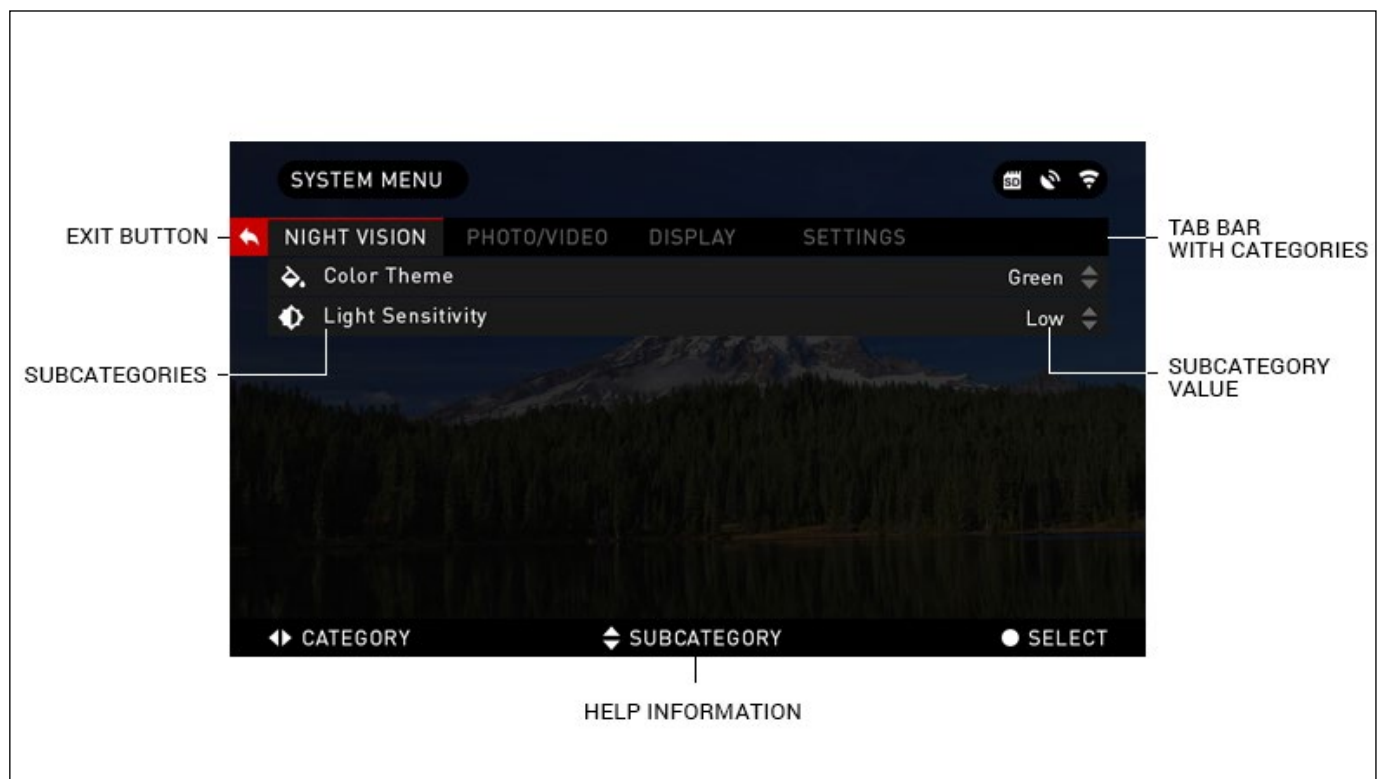 SYSTEM MENU
SD
EXIT BUTTON
NIGHT VISION PHOTO/VIDEO DISPLAY SETTINGS
TAB BAR
WITH CATEGORIES
Color Theme Green
Light Sensitivity Low
SUBCATEGORIES
SUBCATEGORY
VALUE
CATEGORY SUBCATEGORY SELECT
HELP INFORMATION